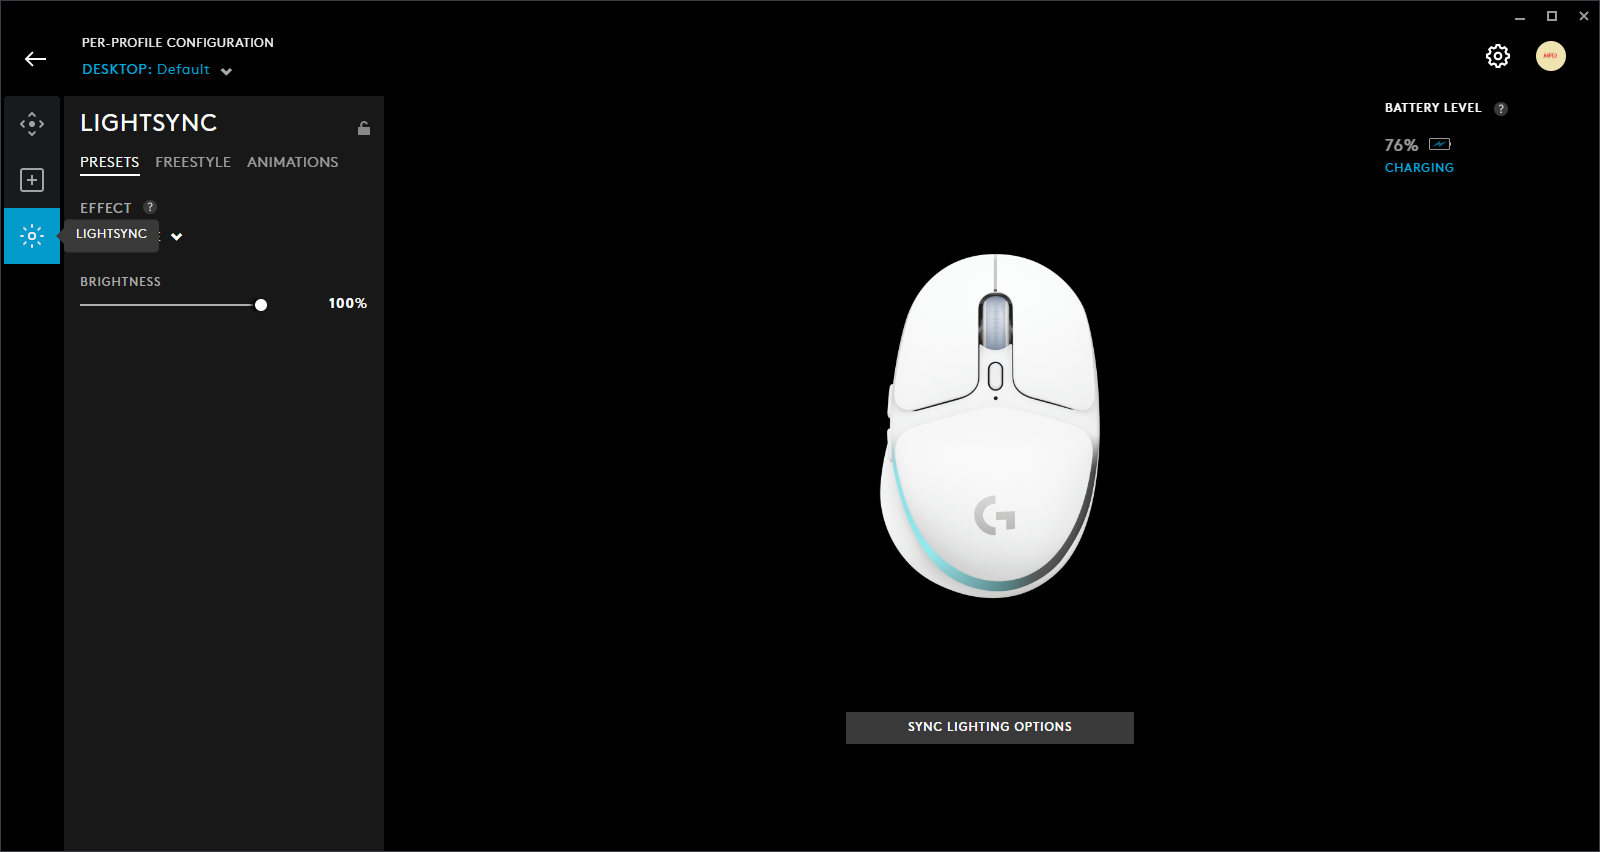 PER-PROFILE CONFIGURATION
DESKTOP: Default
LIGHTSYNC
PRESETS FREESTYLE ANIMATIONS
EFFECT ?
LIGHTSYNC
BRIGHTNESS
100%
BATTERY LEVEL ?
76%
CHARGING
G
SYNC LIGHTING OPTIONS